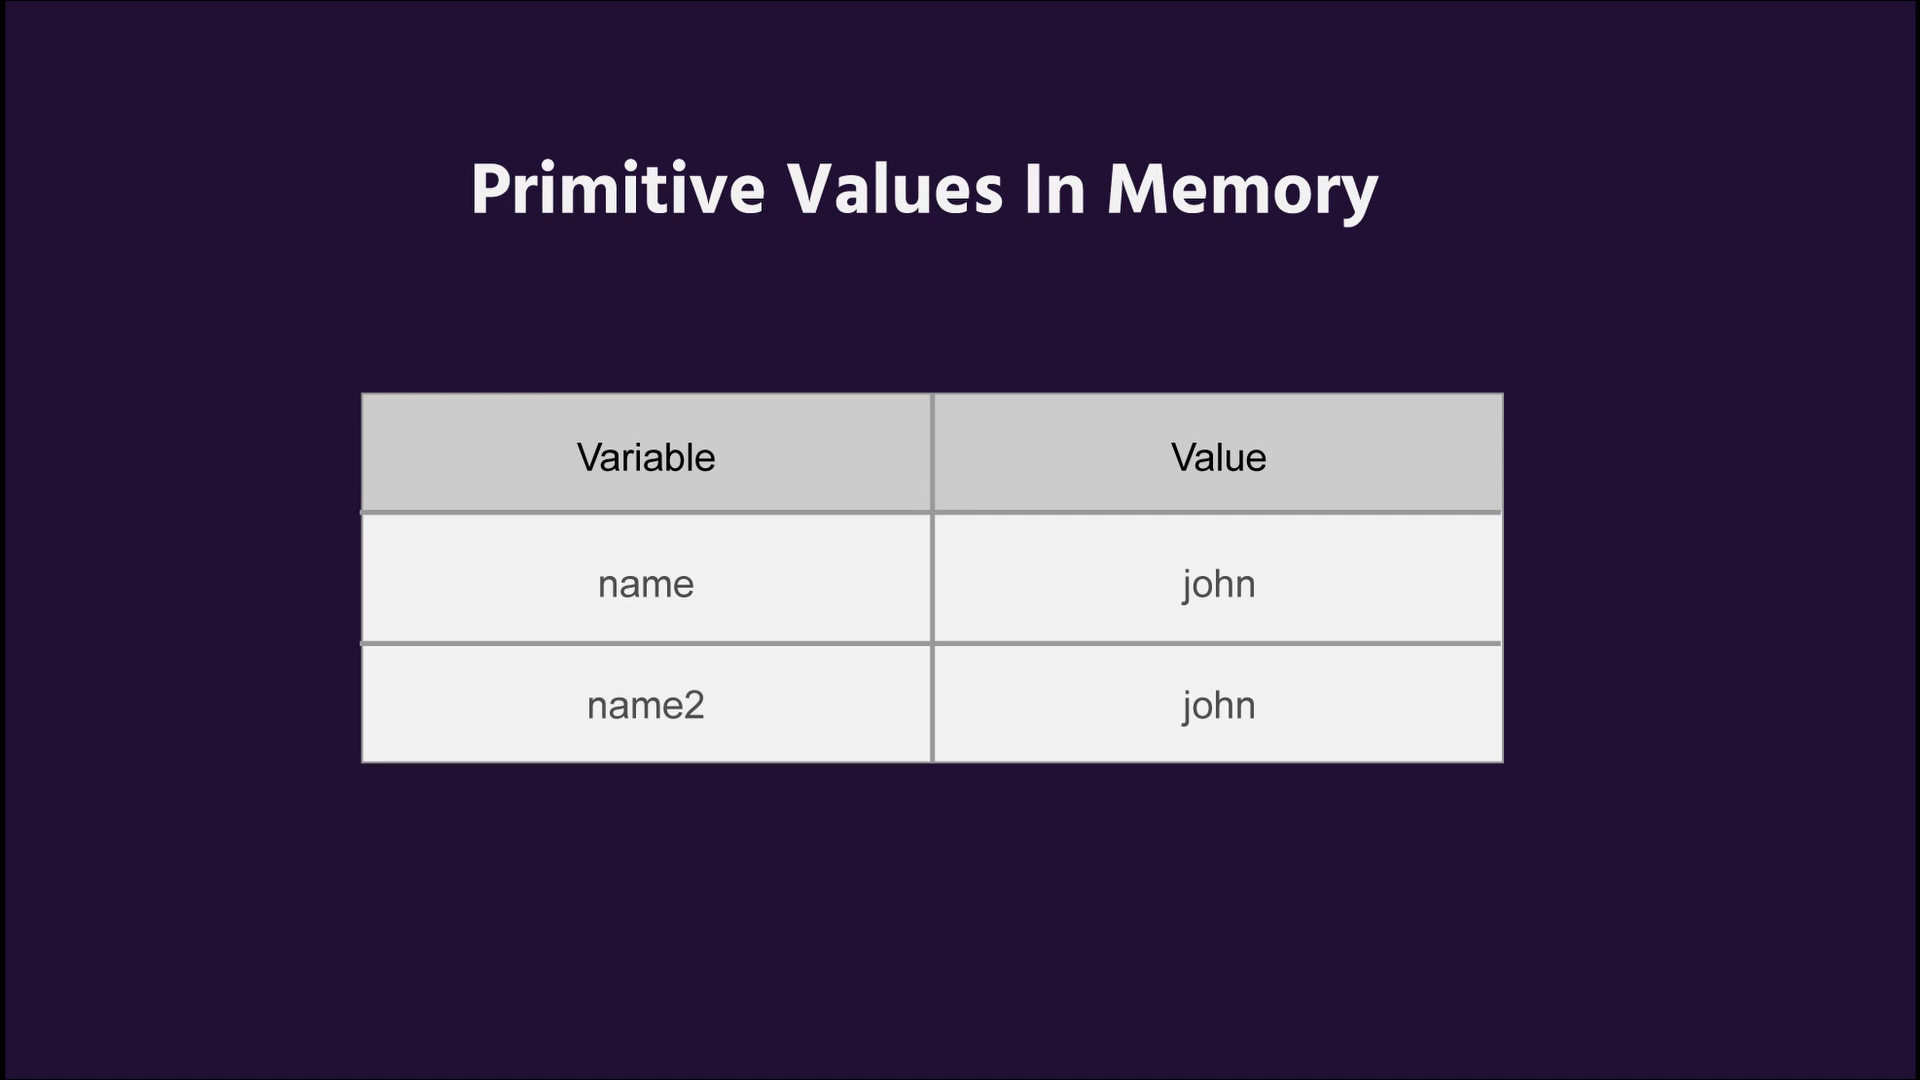 Primitive Values In Memory
Variable Value
name john
name2 john